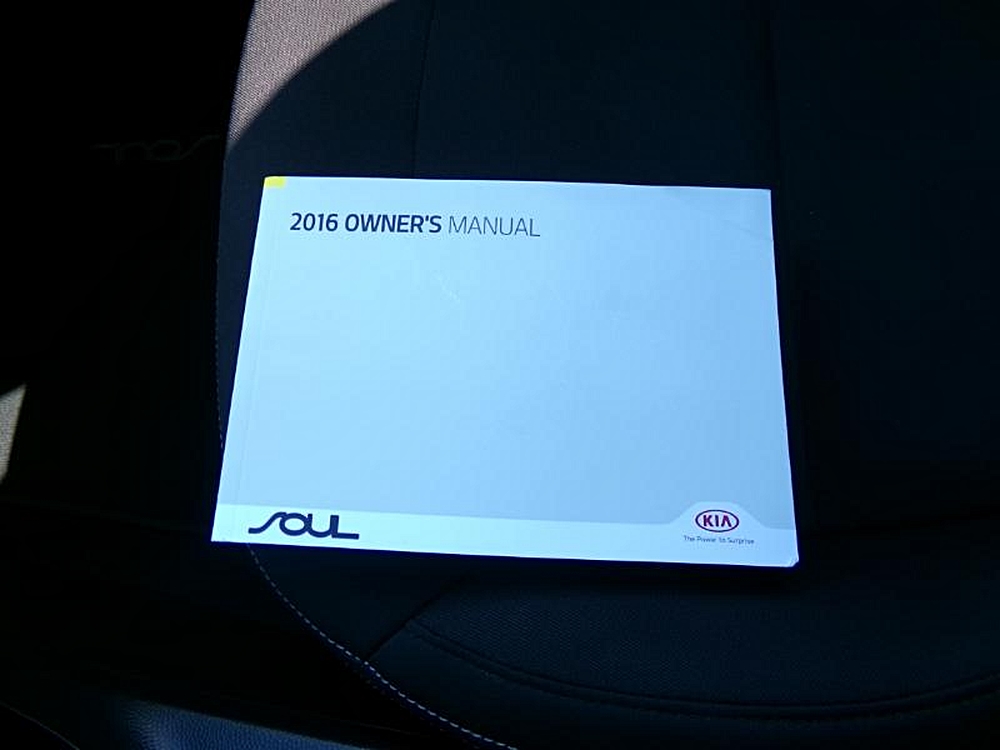 2016 OWNER'S MANUAL
SOUL
KIA
The Power to Surprise